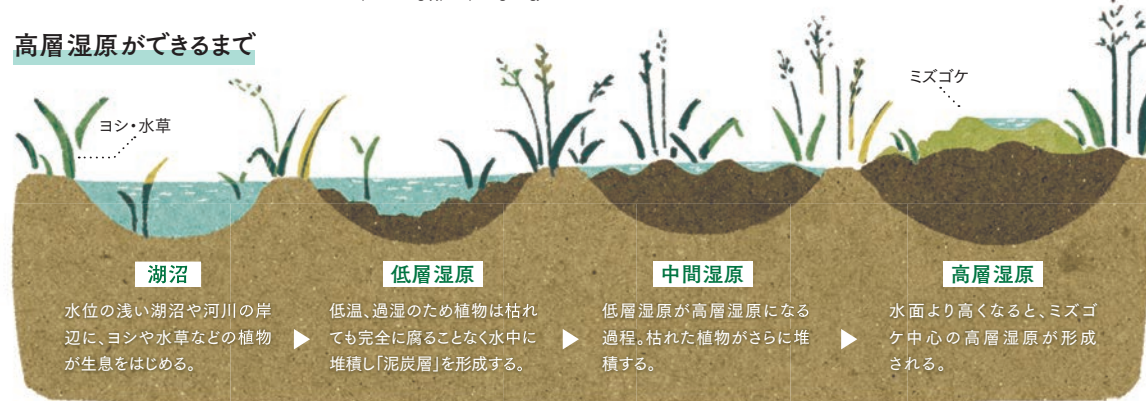 高層湿原ができるまで
ヨシ・水草
ミズゴケ
湖沼
水位の浅い湖沼や河川の岸
辺に、ヨシや水草などの植物
が生息をはじめる。
低層湿原
低温、過湿のため植物は枯れ
ても完全に腐ることなく水中に
堆積し「泥炭層」を形成する。
中間湿原
低層湿原が高層湿原になる
過程。枯れた植物がさらに堆
積する。
高層湿原
水面より高くなると、ミズゴ
ケ中心の高層湿原が形成
される。